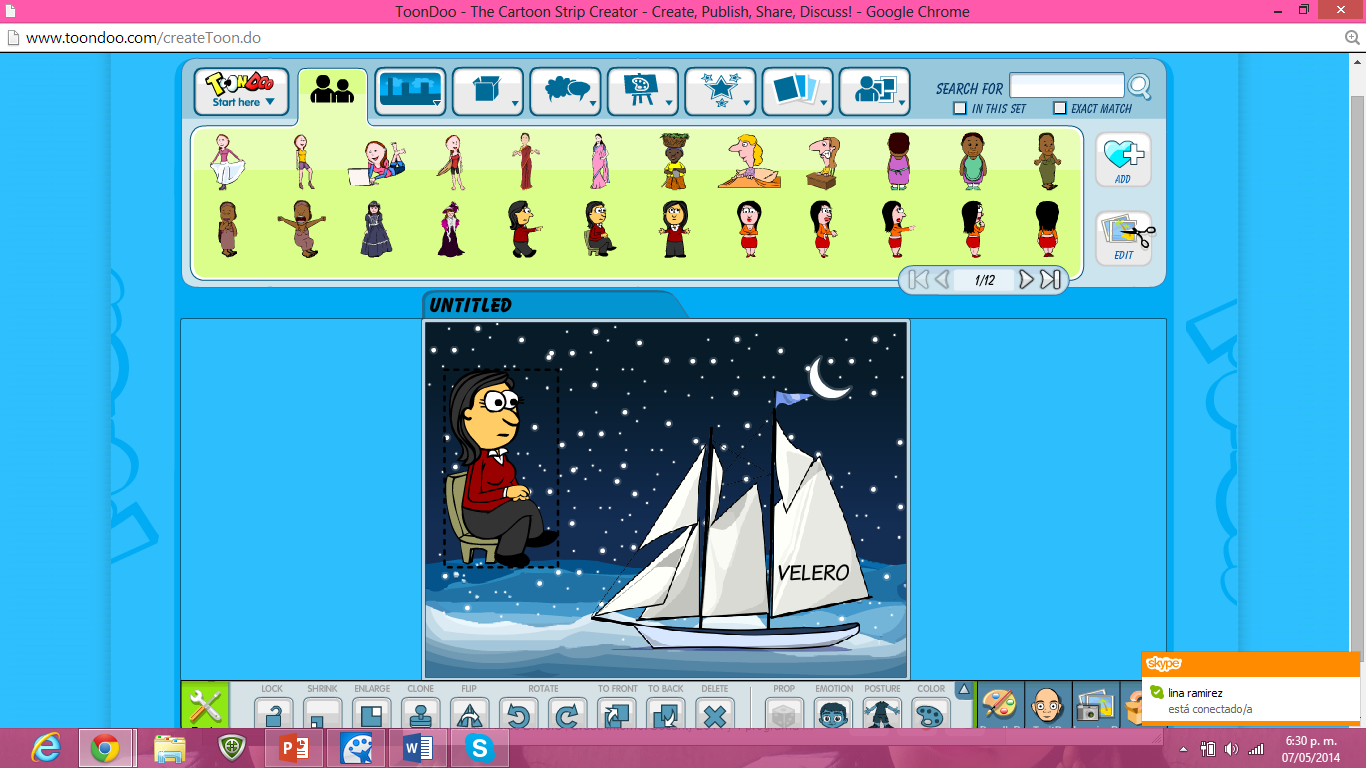 ToonDoo - The Cartoon Strip Creator - Create, Publish, Share, Discuss! - Google Chrome
www.toondoo.com/createToon.do
TOONDOO
Start here
SEARCH FOR
IN THIS SET
EXACT MATCH
ADD
EDIT
1/12
UNTITLED
VELERO
LOCK SHRINK ENLARGE CLONE FLIP ROTATE TO FRONT TO BACK DELETE PROP EMOTION POSTURE COLOR
skype
lina ramirez
está conectado/a
6:30 p. m.
07/05/2014